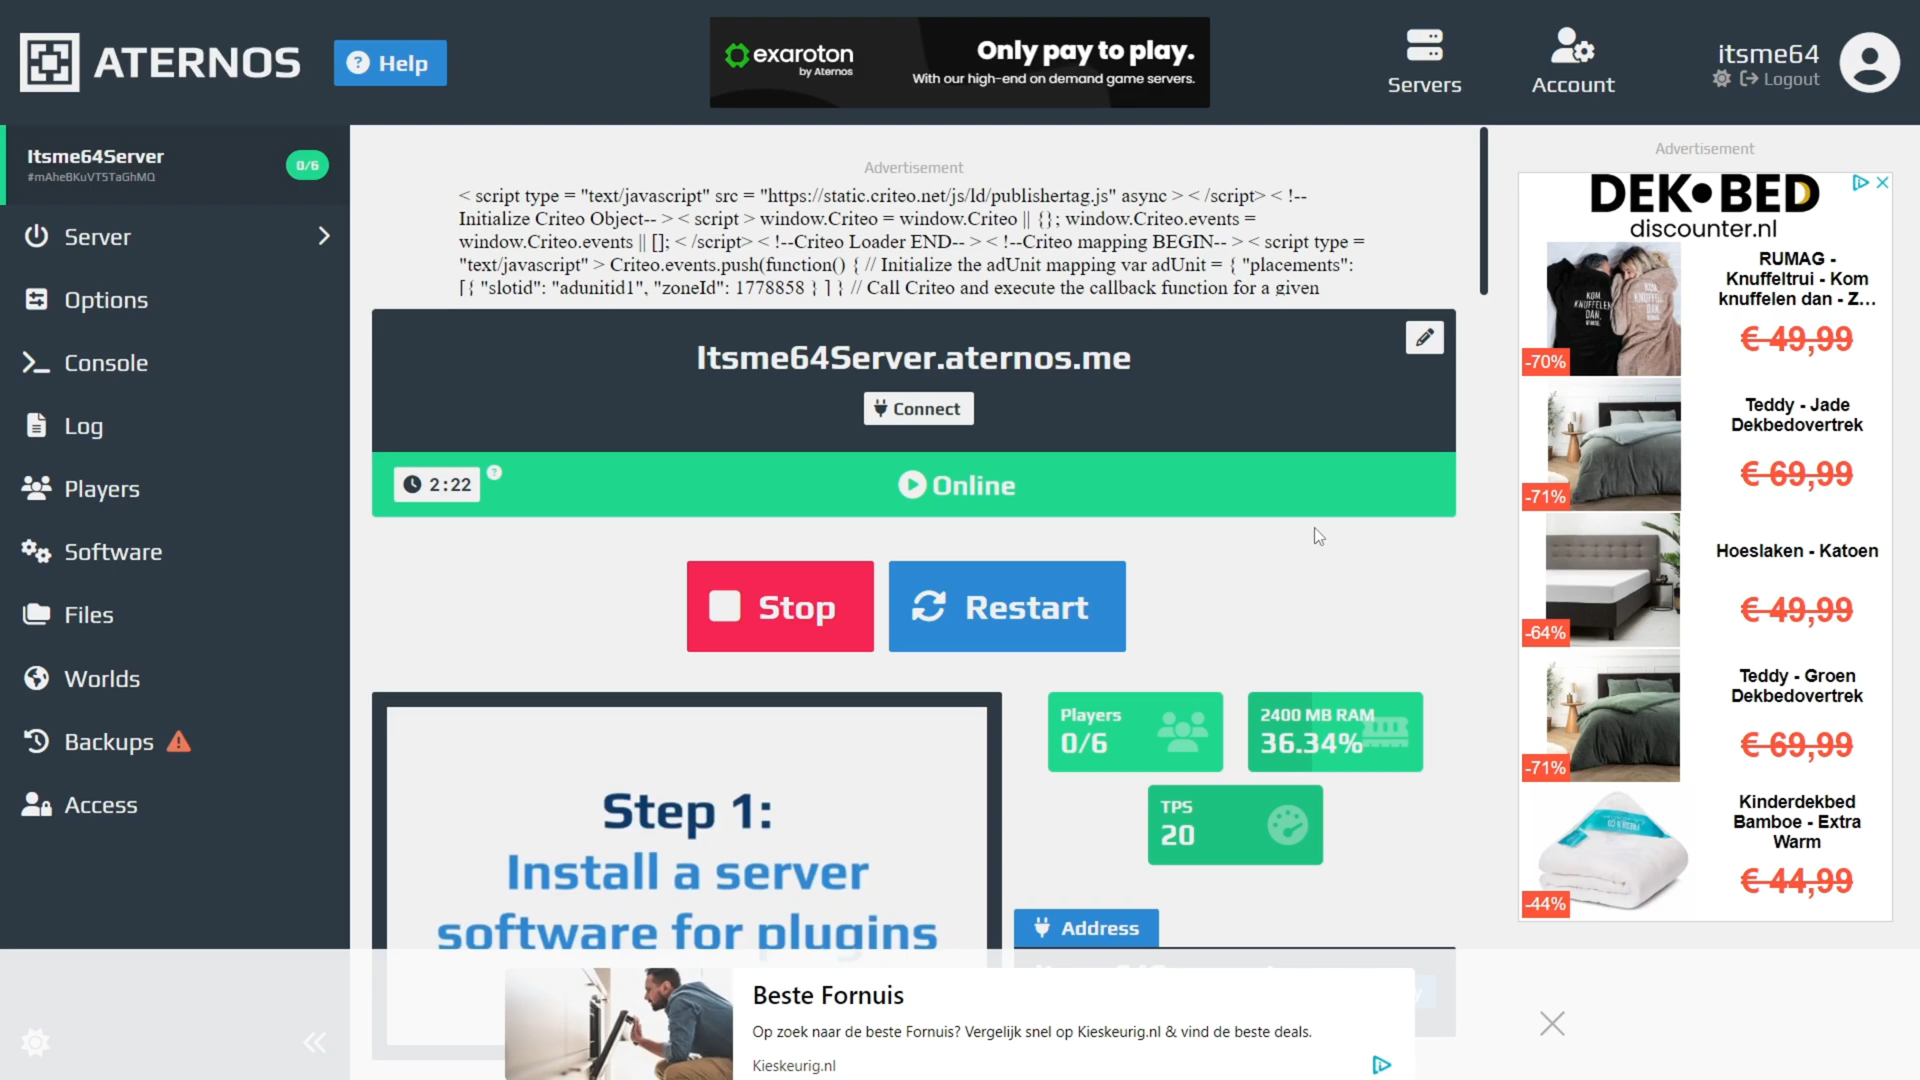 ATERNOS
Help
exaroton
by Aternos
Only pay to play.
With our high-end on demand game servers.
Servers
Account
itsme64
Logout
Itsme64Server
#mAheBKuVT5TaGhMQ
0/6
Server
Options
Console
Log
Players
Software
Files
Worlds
Backups
Access
Advertisement
< script type = "text/javascript" src = "https://static.criteo.net/js/ld/publishertag.js" async > < /script> < !--
Initialize Criteo Object-- > < script > window.Criteo = window.Criteo || {}; window.Criteo.events =
window.Criteo.events || []; < /script> < !--Criteo Loader END-- > < !--Criteo mapping BEGIN-- > < script type =
"text/javascript" > Criteo.events.push(function() { // Initialize the adUnit mapping var adUnit = { "placements":
[{ "slotid": "adunitid1", "zoneId": 1778858 } ] } // Call Criteo and execute the callback function for a given
Itsme64Server.aternos.me
Connect
2:22
?
Online
Stop
Restart
Step 1:
Install a server
software for plugins
Players
0/6
2400 MB RAM
36.34%
TPS
20
Address
Advertisement
DEK•BED
discounter.nl
RUMAG -
Knuffeltrui - Kom
knuffelen dan - Z...
€ 49,99
-70%
KOM
KNUFFELEN
DAN.
Teddy - Jade
Dekbedovertrek
€ 69,99
-71%
Hoeslaken - Katoen
€ 49,99
-64%
Teddy - Groen
Dekbedovertrek
€ 69,99
-71%
Kinderdekbed
Bamboe - Extra
Warm
€ 44,99
-44%
Beste Fornuis
Op zoek naar de beste Fornuis? Vergelijk snel op Kieskeurig.nl & vind de beste deals.
Kieskeurig.nl